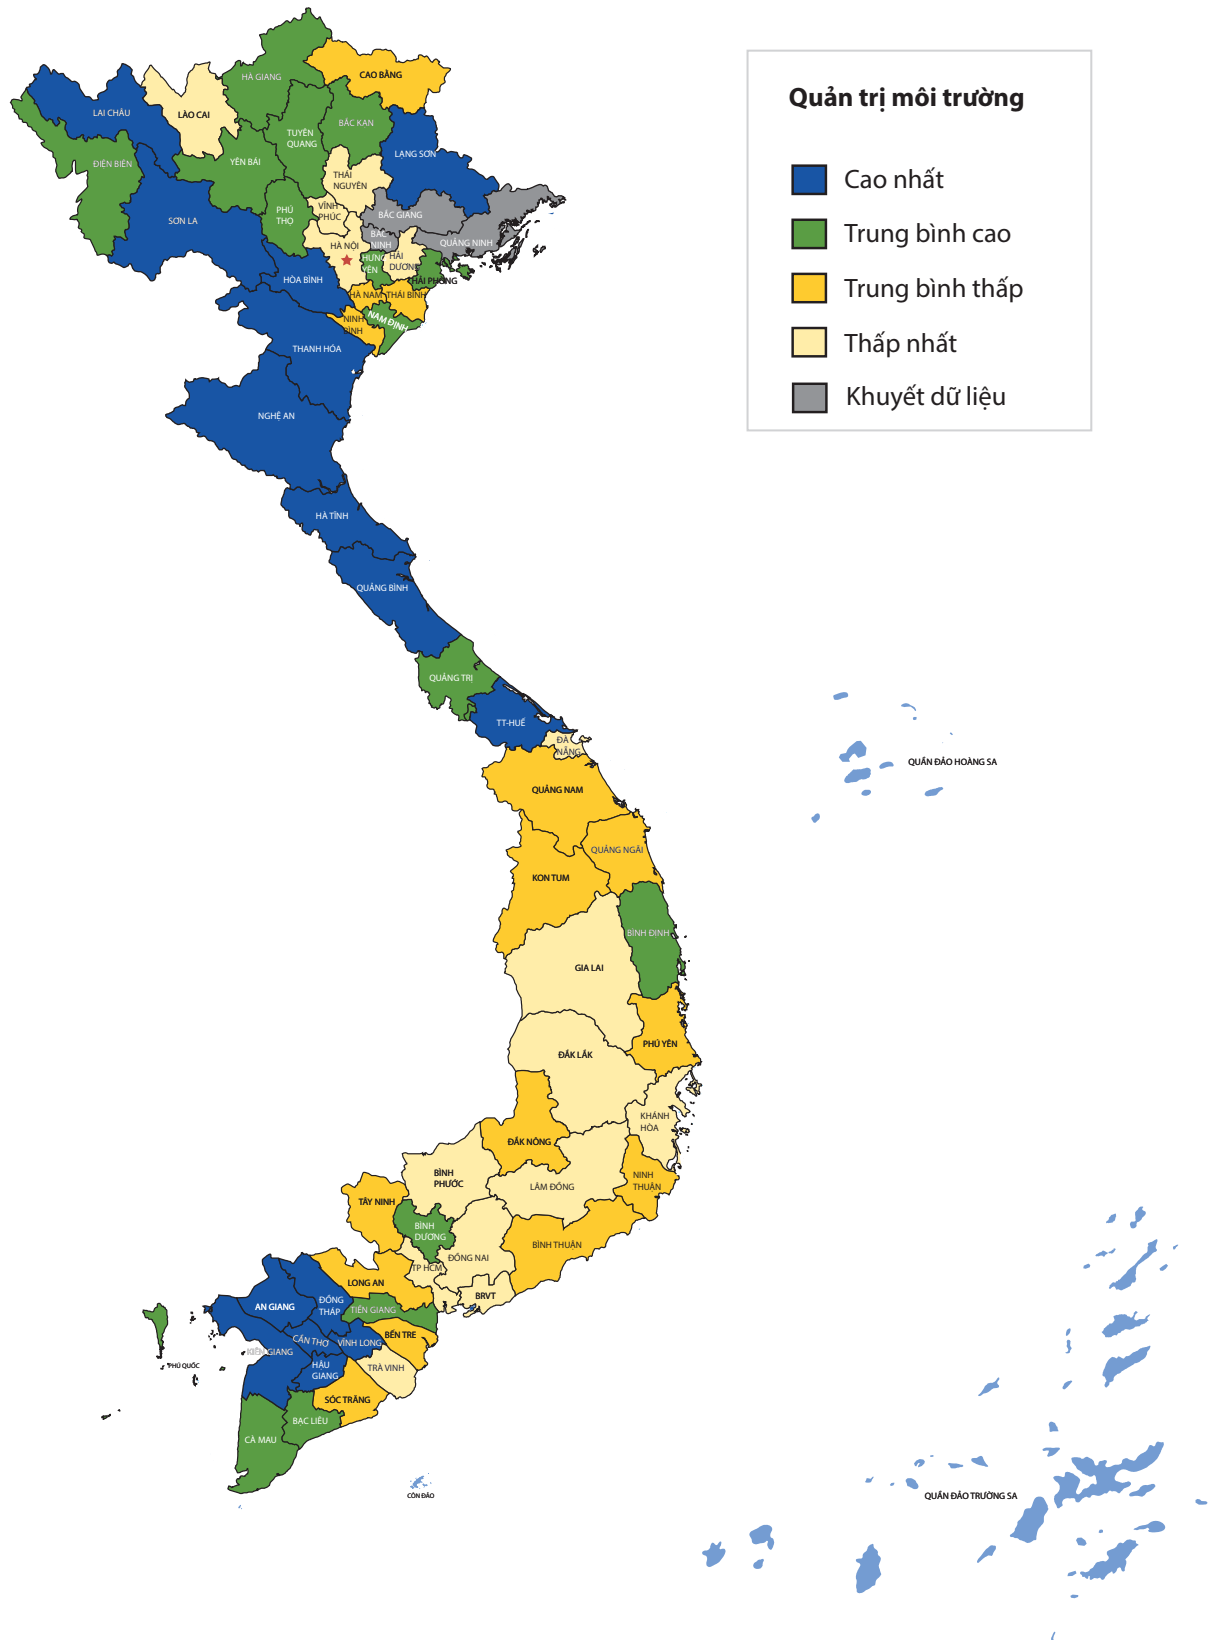 Quản trị môi trường
Cao nhất
Trung bình cao
Trung bình thấp
Thấp nhất
Khuyết dữ liệu
HÀ GIANG
CAO BẰNG
LAI CHÂU
LÀO CAI
BẮC KẠN
TUYÊN
QUANG
LẠNG SƠN
ĐIỆN BIÊN
YÊN BÁI
THÁI
NGUYÊN
SƠN LA
PHÚ
THỌ
VĨNH
PHÚC
BẮC GIANG
BẮC
NINH
QUẢNG NINH
HÀ NỘI
HƯNG
YÊN
HẢI
DƯƠNG
HẢI PHÒNG
HÒA BÌNH
HÀ NAM
THÁI BÌNH
NAM ĐỊNH
NINH
BÌNH
THANH HÓA
NGHỆ AN
HÀ TĨNH
QUẢNG BÌNH
QUẢNG TRỊ
TT-HUẾ
ĐÀ
NẴNG
QUẦN ĐẢO HOÀNG SA
QUẢNG NAM
QUẢNG NGÃI
KON TUM
BÌNH ĐỊNH
GIA LAI
PHÚ YÊN
ĐẮK LẮK
KHÁNH
HÒA
ĐẮK NÔNG
BÌNH
PHƯỚC
LÂM ĐỒNG
NINH
THUẬN
TÂY NINH
BÌNH
DƯƠNG
BÌNH THUẬN
ĐỒNG NAI
TP HCM
LONG AN
BRVT
AN GIANG
ĐỒNG
THÁP
TIỀN GIANG
BẾN TRE
CẦN THƠ
VĨNH LONG
KIÊN GIANG
PHÚ QUỐC
HẬU
GIANG
TRÀ VINH
SÓC TRĂNG
BẠC LIÊU
CÀ MAU
CÔN ĐẢO
QUẦN ĐẢO TRƯỜNG SA